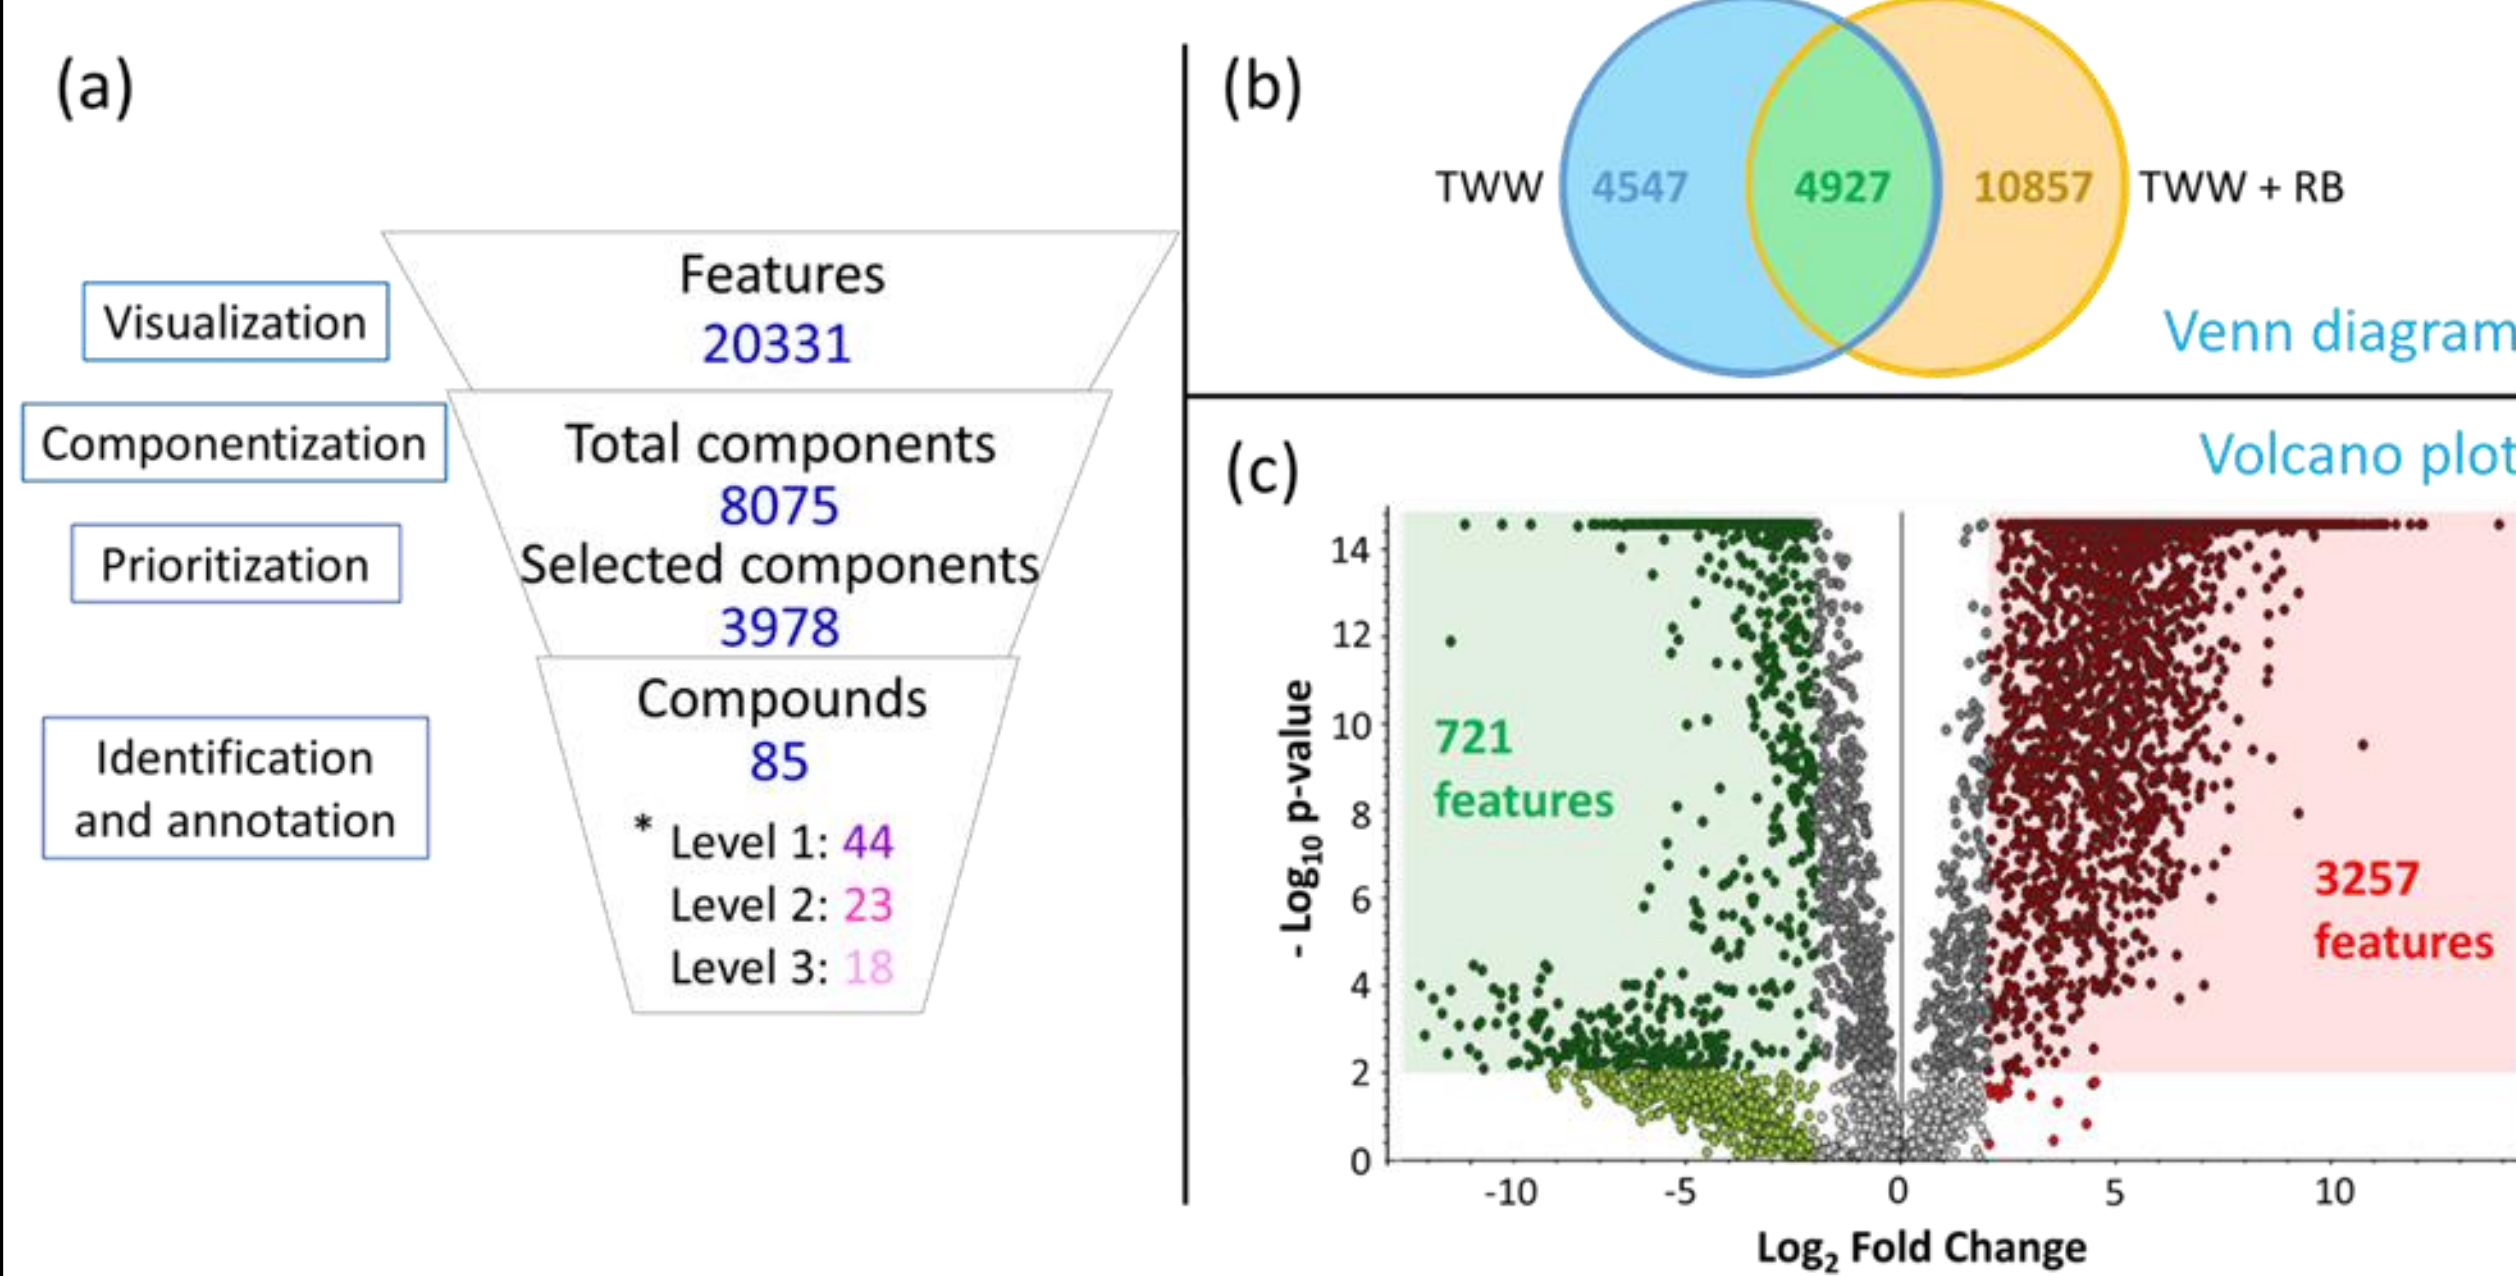 (a)
Visualization
Componentization
Prioritization
Identification
and annotation
Features
20331
Total components
8075
Selected components
3978
Compounds
85
* Level 1: 44
Level 2: 23
Level 3: 18
(b)
TWW 4547 4927 10857 TWW + RB
Venn diagram
(c)
Volcano plot
- Log10 p-value
14
12
10
8
6
4
2
0
721
features
3257
features
-10 -5 0 5 10
Log2 Fold Change